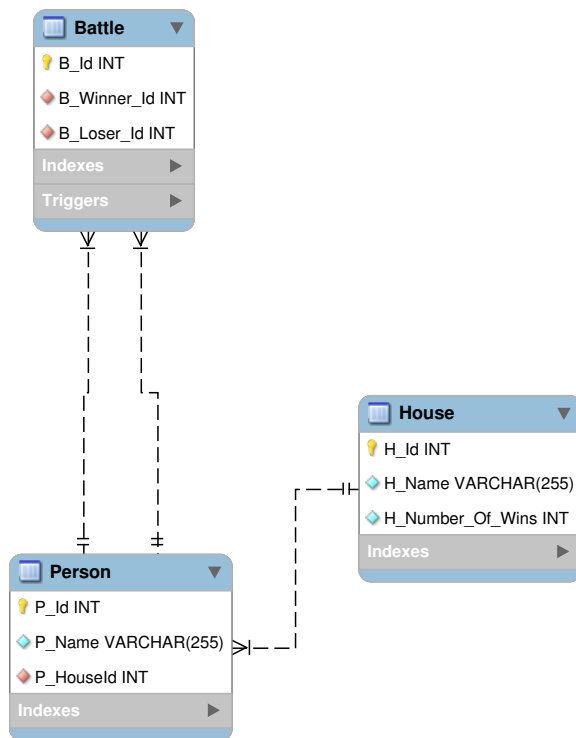 Battle
B_Id INT
B_Winner_Id INT
B_Loser_Id INT
Indexes
Triggers
House
H_Id INT
H_Name VARCHAR(255)
H_Number_Of_Wins INT
Indexes
Person
P_Id INT
P_Name VARCHAR(255)
P_HouseId INT
Indexes